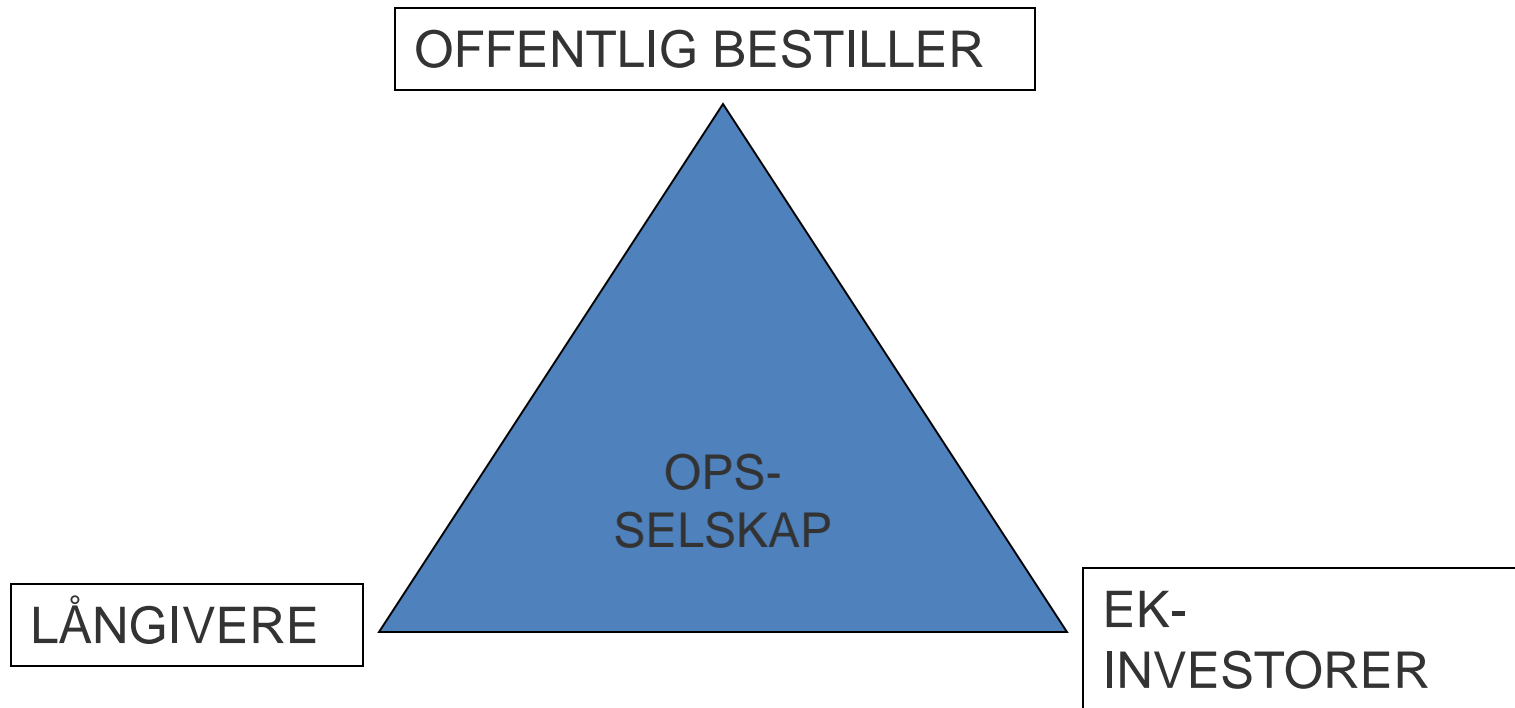 OFFENTLIG BESTILLER
OPS-
SELSKAP
LÅNGIVERE
EK-
INVESTORER